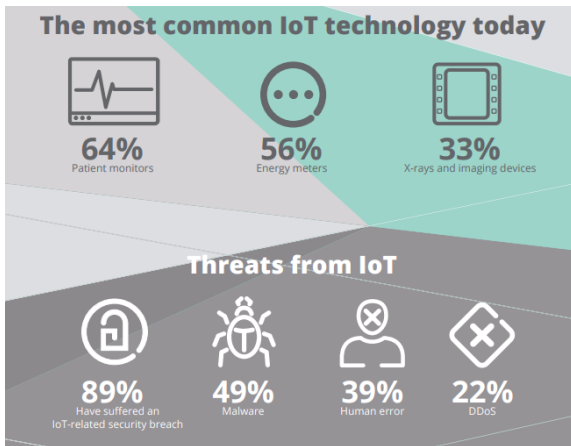 The most common IoT technology today
64%
Patient monitors
56%
Energy meters
33%
X-rays and imaging devices
Threats from IoT
89%
Have suffered an
IoT-related security breach
49%
Malware
39%
Human error
22%
DDoS